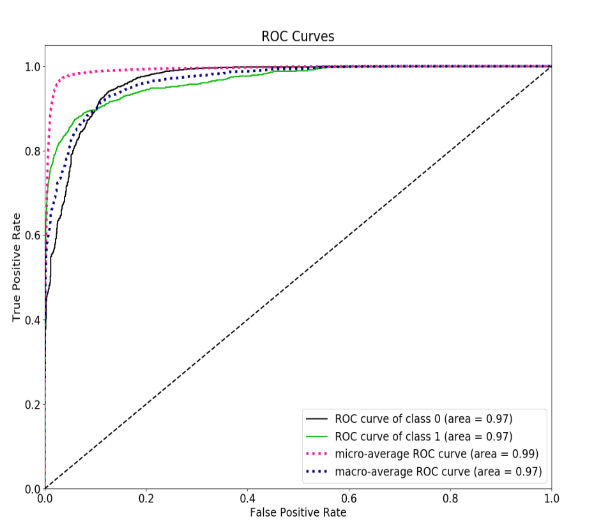 ROC Curves
True Positive Rate
1.0
0.8
0.6
0.4
0.2
0.0
0.0 0.2 0.4 0.6 0.8 1.0
False Positive Rate
ROC curve of class 0 (area = 0.97)
ROC curve of class 1 (area = 0.97)
micro-average ROC curve (area = 0.99)
macro-average ROC curve (area = 0.97)